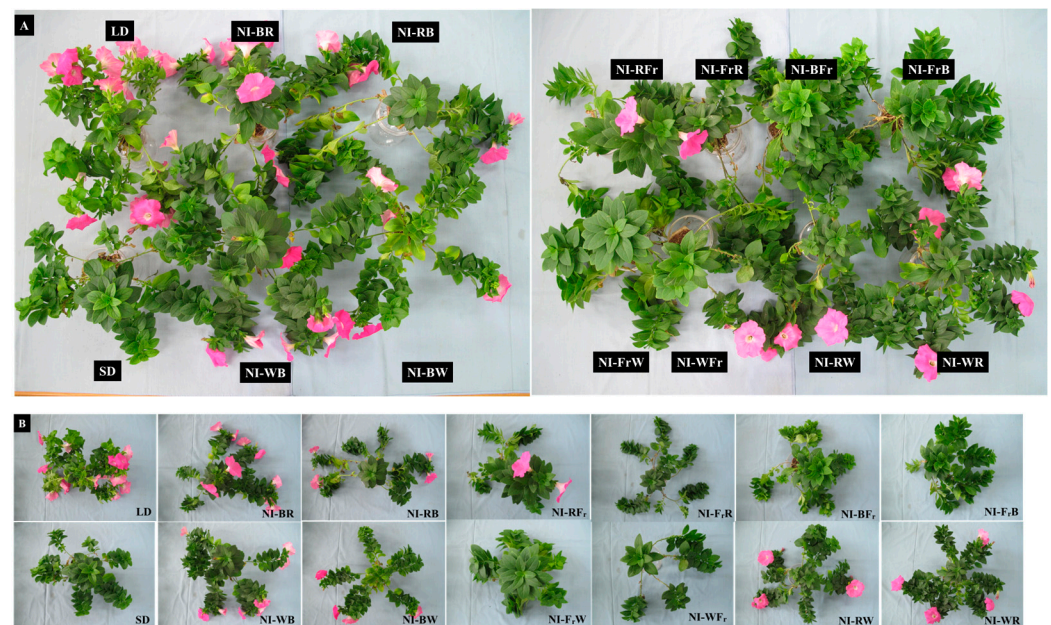 A
LD
NI-BR
NI-RB
SD
NI-WB
NI-BW
NI-RFr
NI-FrR
NI-BFr
NI-FrB
NI-FrW
NI-WFr
NI-RW
NI-WR
B
LD
NI-BR
NI-RB
NI-RFr
NI-FrR
NI-BFr
NI-FrB
SD
NI-WB
NI-BW
NI-FrW
NI-WFr
NI-RW
NI-WR